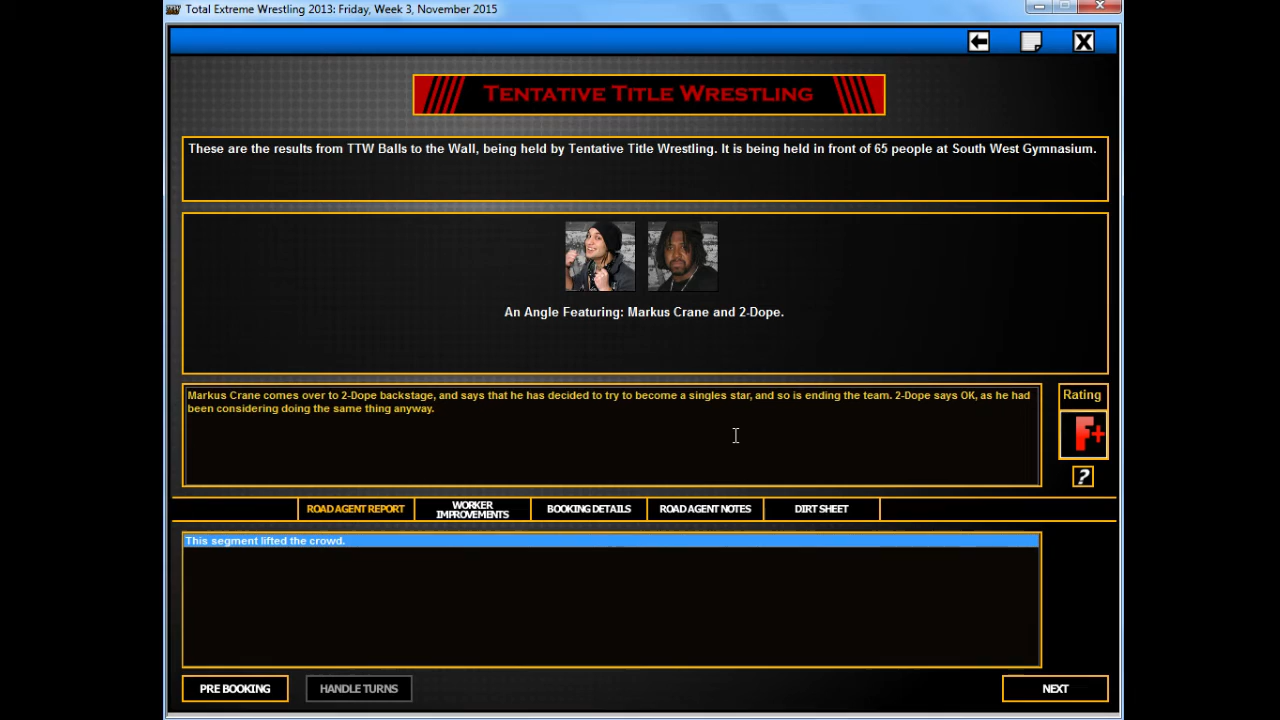 Total Extreme Wrestling 2013: Friday, Week 3, November 2015
TENTATIVE TITLE WRESTLING
These are the results from TTW Balls to the Wall, being held by Tentative Title Wrestling. It is being held in front of 65 people at South West Gymnasium.
An Angle Featuring: Markus Crane and 2-Dope.
Markus Crane comes over to 2-Dope backstage, and says that he has decided to try to become a singles star, and so is ending the team. 2-Dope says OK, as he had
been considering doing the same thing anyway.
Rating
F+
?
ROAD AGENT REPORT
WORKER
IMPROVEMENTS
BOOKING DETAILS
ROAD AGENT NOTES
DIRT SHEET
This segment lifted the crowd.
PRE BOOKING
HANDLE TURNS
NEXT